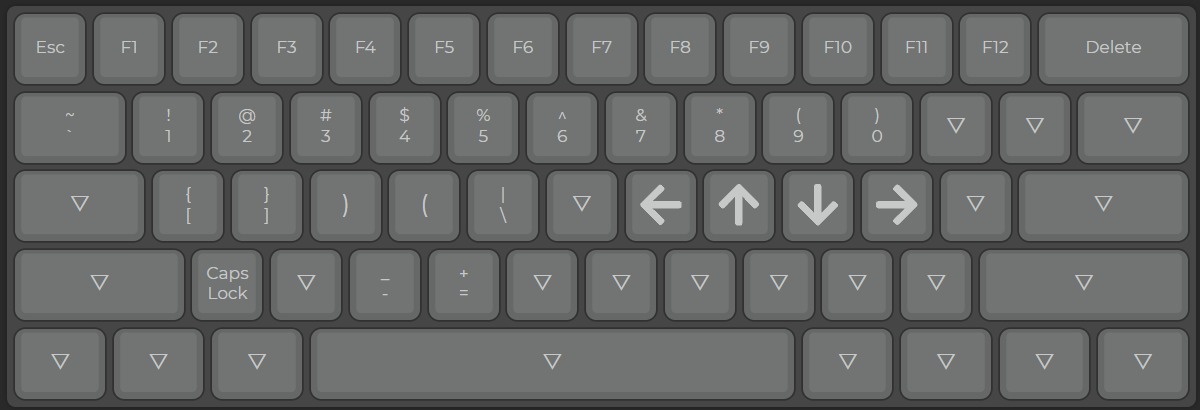 Esc F1 F2 F3 F4 F5 F6 F7 F8 F9 F10 F11 F12 Delete
~ ! @ # $ % ^ & * ( )
` 1 2 3 4 5 6 7 8 9 0 ▽ ▽ ▽
▽ { } ) ( | ▽ ← ↑ ↓ → ▽ ▽
[ ] \
▽ Caps ▽ _ + ▽ ▽ ▽ ▽ ▽ ▽ ▽
Lock - =
▽ ▽ ▽ ▽ ▽ ▽ ▽ ▽